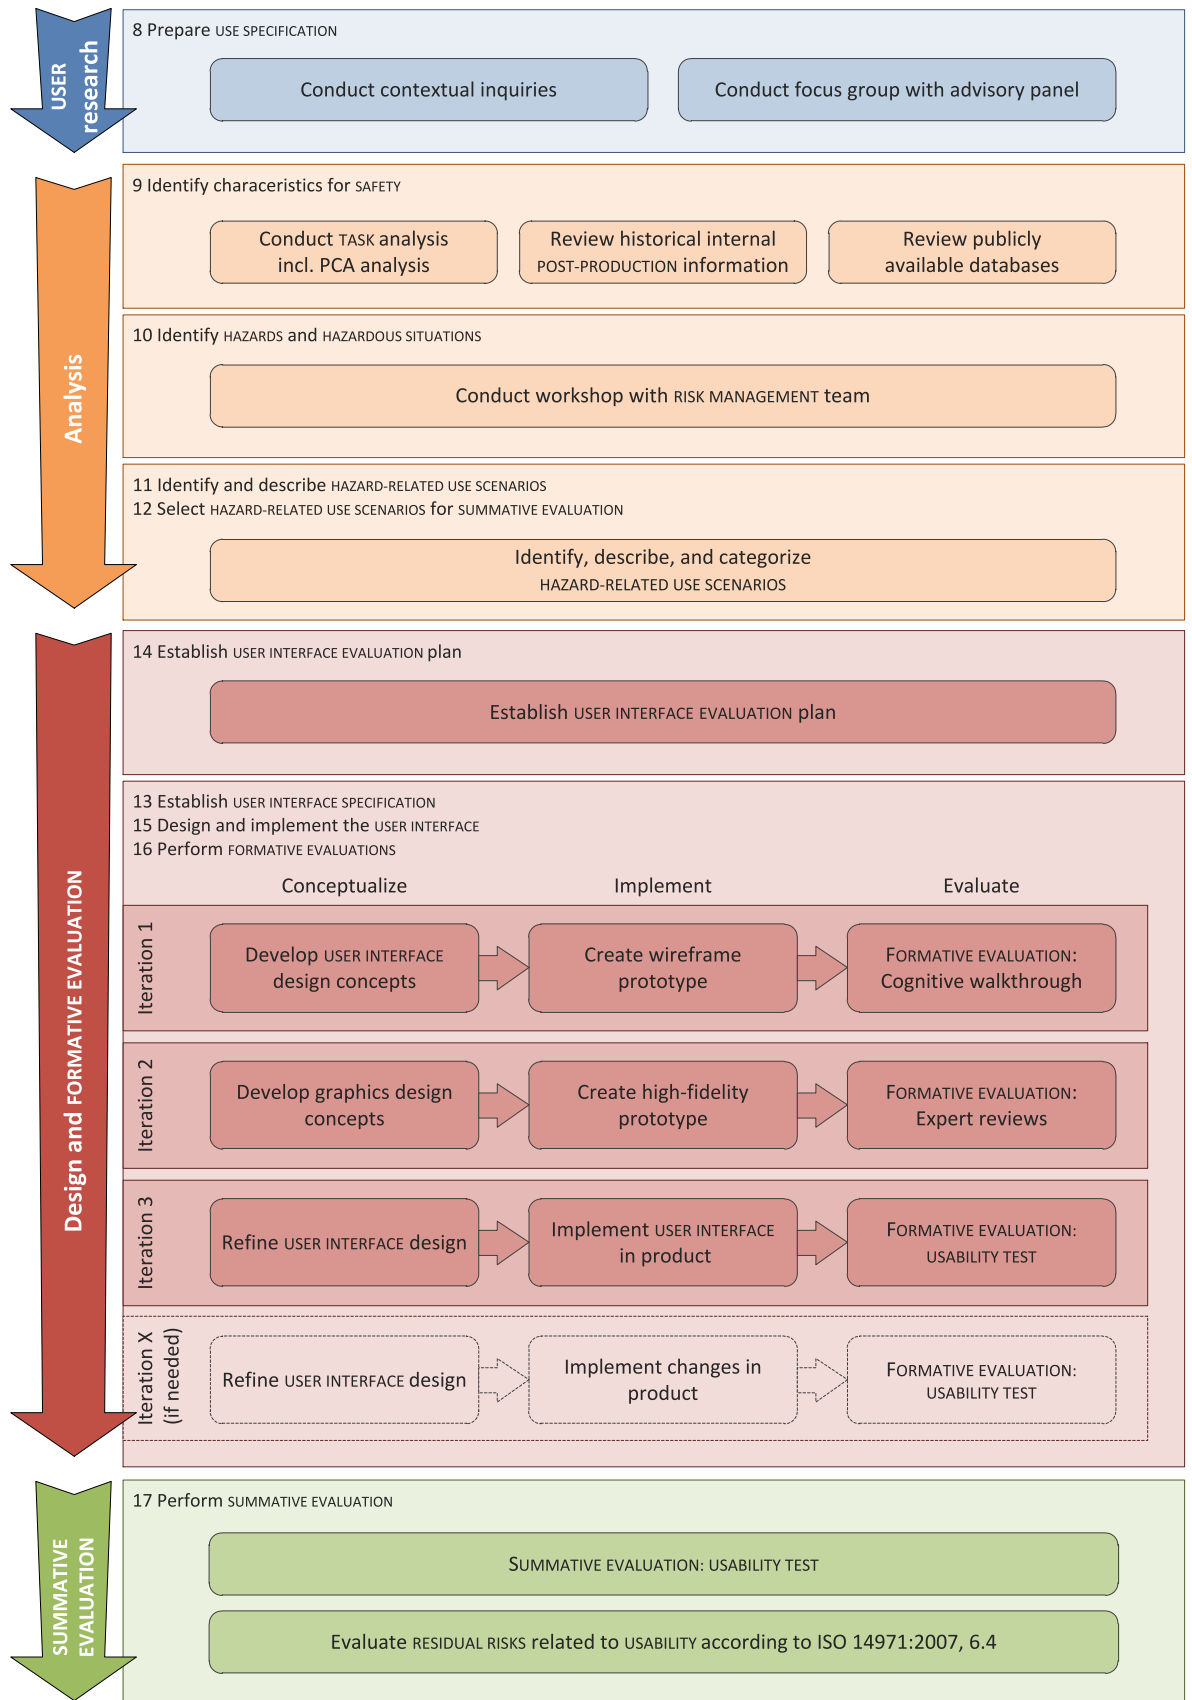 USER
research
8 Prepare USE SPECIFICATION
Conduct contextual inquiries
Conduct focus group with advisory panel
Analysis
9 Identify characeristics for SAFETY
Conduct TASK analysis
incl. PCA analysis
Review historical internal
POST-PRODUCTION information
Review publicly
available databases
10 Identify HAZARDS and HAZARDOUS SITUATIONS
Conduct workshop with RISK MANAGEMENT team
11 Identify and describe HAZARD-RELATED USE SCENARIOS
12 Select HAZARD-RELATED USE SCENARIOS for SUMMATIVE EVALUATION
Identify, describe, and categorize
HAZARD-RELATED USE SCENARIOS
Design and FORMATIVE EVALUATION
14 Establish USER INTERFACE EVALUATION plan
Establish USER INTERFACE EVALUATION plan
13 Establish USER INTERFACE SPECIFICATION
15 Design and implement the USER INTERFACE
16 Perform FORMATIVE EVALUATIONS
Conceptualize
Implement
Evaluate
Iteration 1
Develop USER INTERFACE
design concepts
Create wireframe
prototype
FORMATIVE EVALUATION:
Cognitive walkthrough
Iteration 2
Develop graphics design
concepts
Create high-fidelity
prototype
FORMATIVE EVALUATION:
Expert reviews
Iteration 3
Refine USER INTERFACE design
Implement USER INTERFACE
in product
FORMATIVE EVALUATION:
USABILITY TEST
Iteration X
(if needed)
Refine USER INTERFACE design
Implement changes in
product
FORMATIVE EVALUATION:
USABILITY TEST
SUMMATIVE
EVALUATION
17 Perform SUMMATIVE EVALUATION
SUMMATIVE EVALUATION: USABILITY TEST
Evaluate RESIDUAL RISKS related to USABILITY according to ISO 14971:2007, 6.4